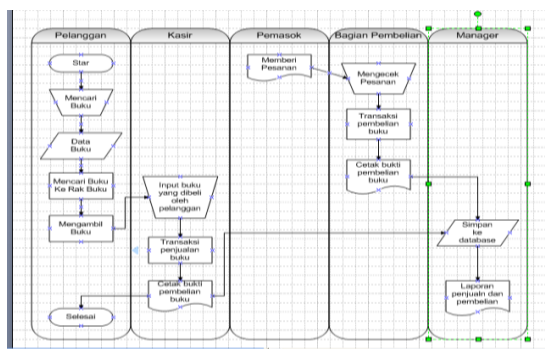 Pelanggan
Kasir
Pemasok
Bagian Pembelian
Manager
Star
Mencari
Buku
Data
Buku
Mencari Buku
Ke Rak Buku
Mengambil
Buku
Selesai
Input buku
yang dibeli
oleh
pelanggan
Transaksi
penjualan
buku
Cetak bukti
pembelian
buku
Memberi
Pesanan
Mengecek
Pesanan
Transaksi
pembelian
buku
Cetak bukti
pembelian
buku
Simpan
ke
database
Laporan
penjualn dan
pembelian